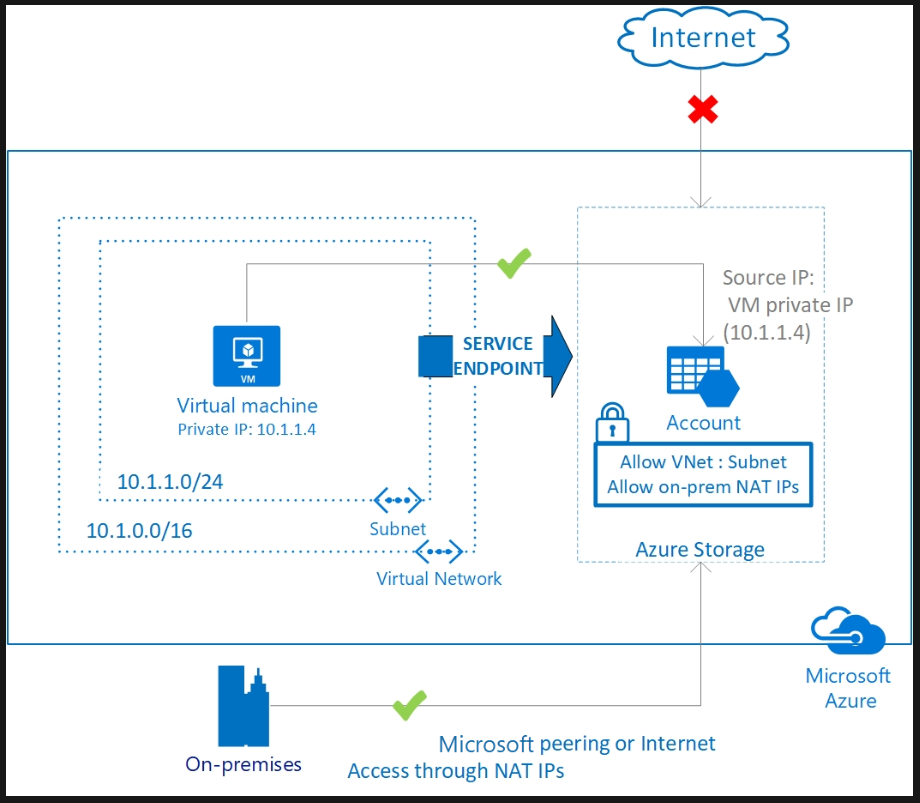 Internet
Source IP:
VM private IP
(10.1.1.4)
SERVICE
ENDPOINT
VM
Virtual machine
Private IP: 10.1.1.4
Account
Allow VNet : Subnet
Allow on-prem NAT IPs
10.1.1.0/24
Subnet
10.1.0.0/16
Azure Storage
Virtual Network
Microsoft
Azure
On-premises
Microsoft peering or Internet
Access through NAT IPs